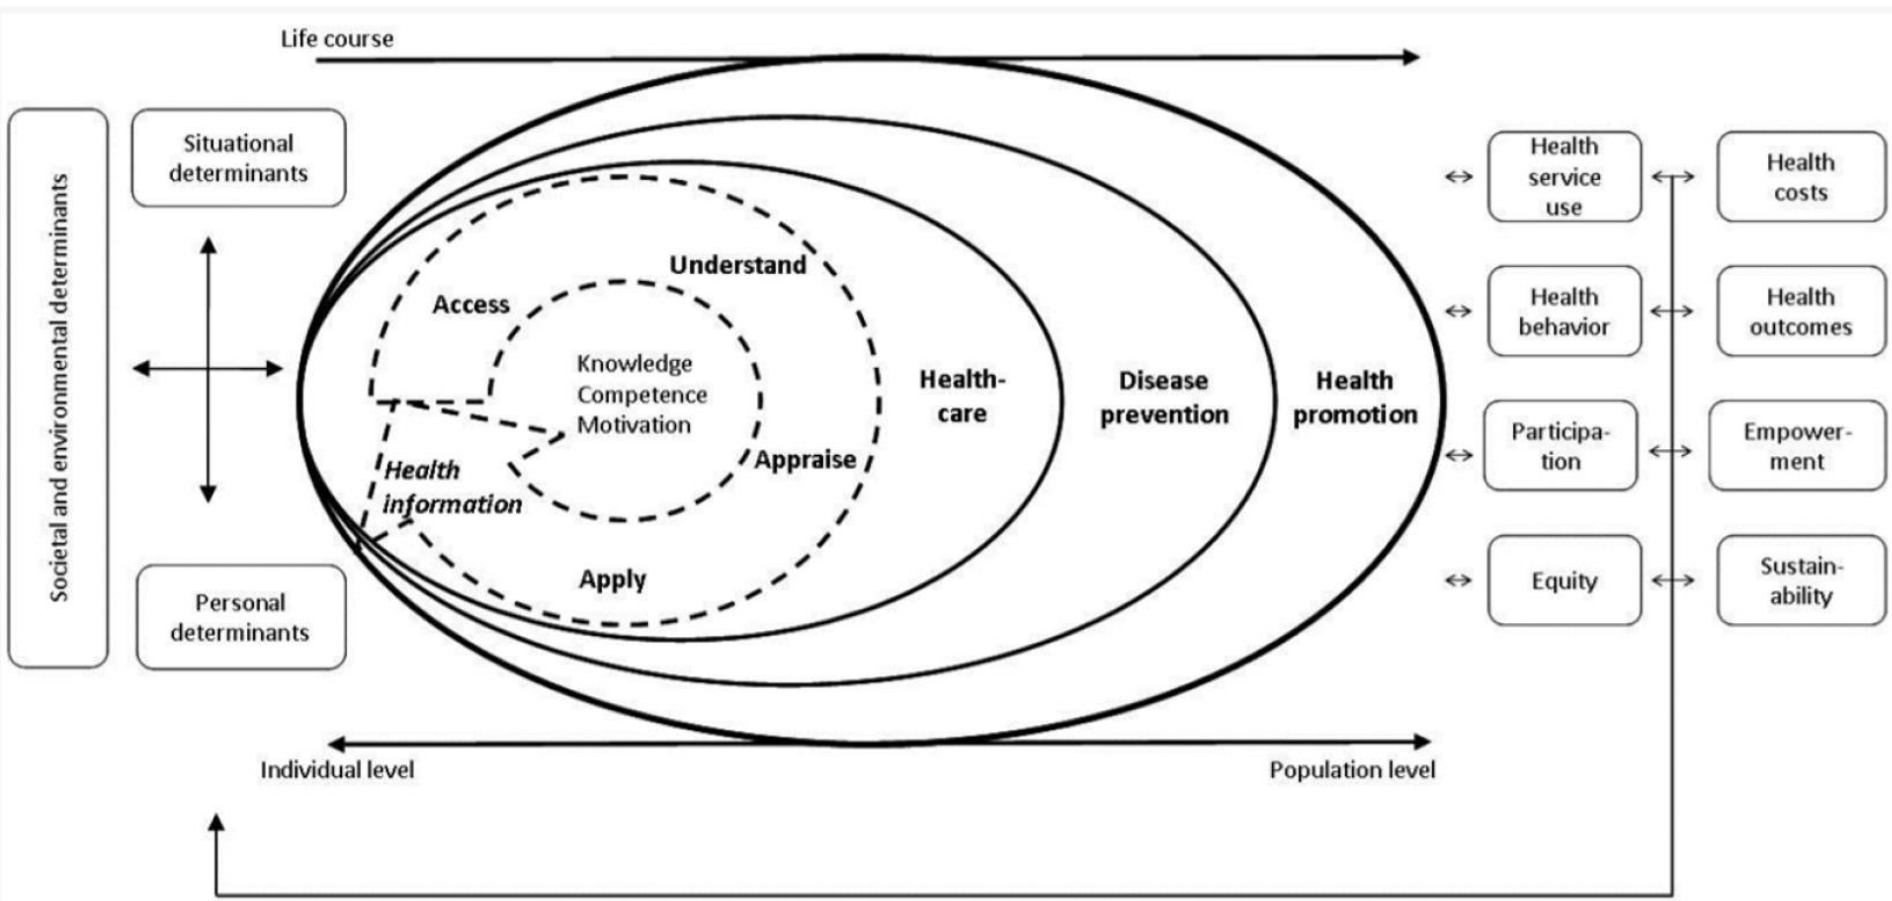 Life course
Societal and environmental determinants
Situational
determinants
Personal
determinants
Access
Understand
Knowledge
Competence
Motivation
Appraise
Health
information
Apply
Health-
care
Disease
prevention
Health
promotion
Individual level
Population level
Health
service
use
Health
costs
Health
behavior
Health
outcomes
Participa-
tion
Empower-
ment
Equity
Sustain-
ability